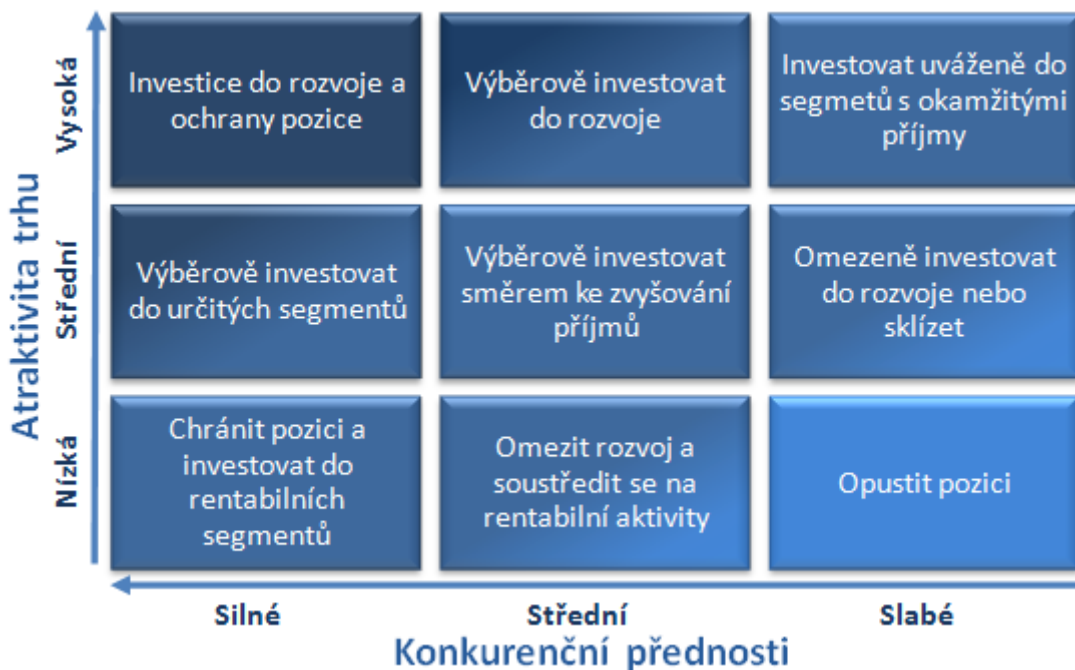 Atraktivita trhu
Vysoká
Investice do rozvoje a
ochrany pozice
Výběrově investovat
do rozvoje
Investovat uváženě do
segmetů s okamžitými
příjmy
Střední
Výběrově investovat
do určitých segmentů
Výběrově investovat
směrem ke zvyšování
příjmů
Omezeně investovat
do rozvoje nebo
sklízet
Nízká
Chránit pozici a
investovat do
rentabilních
segmentů
Omezit rozvoj a
soustředit se na
rentabilní aktivity
Opustit pozici
Silné
Střední
Slabé
Konkurenční přednosti